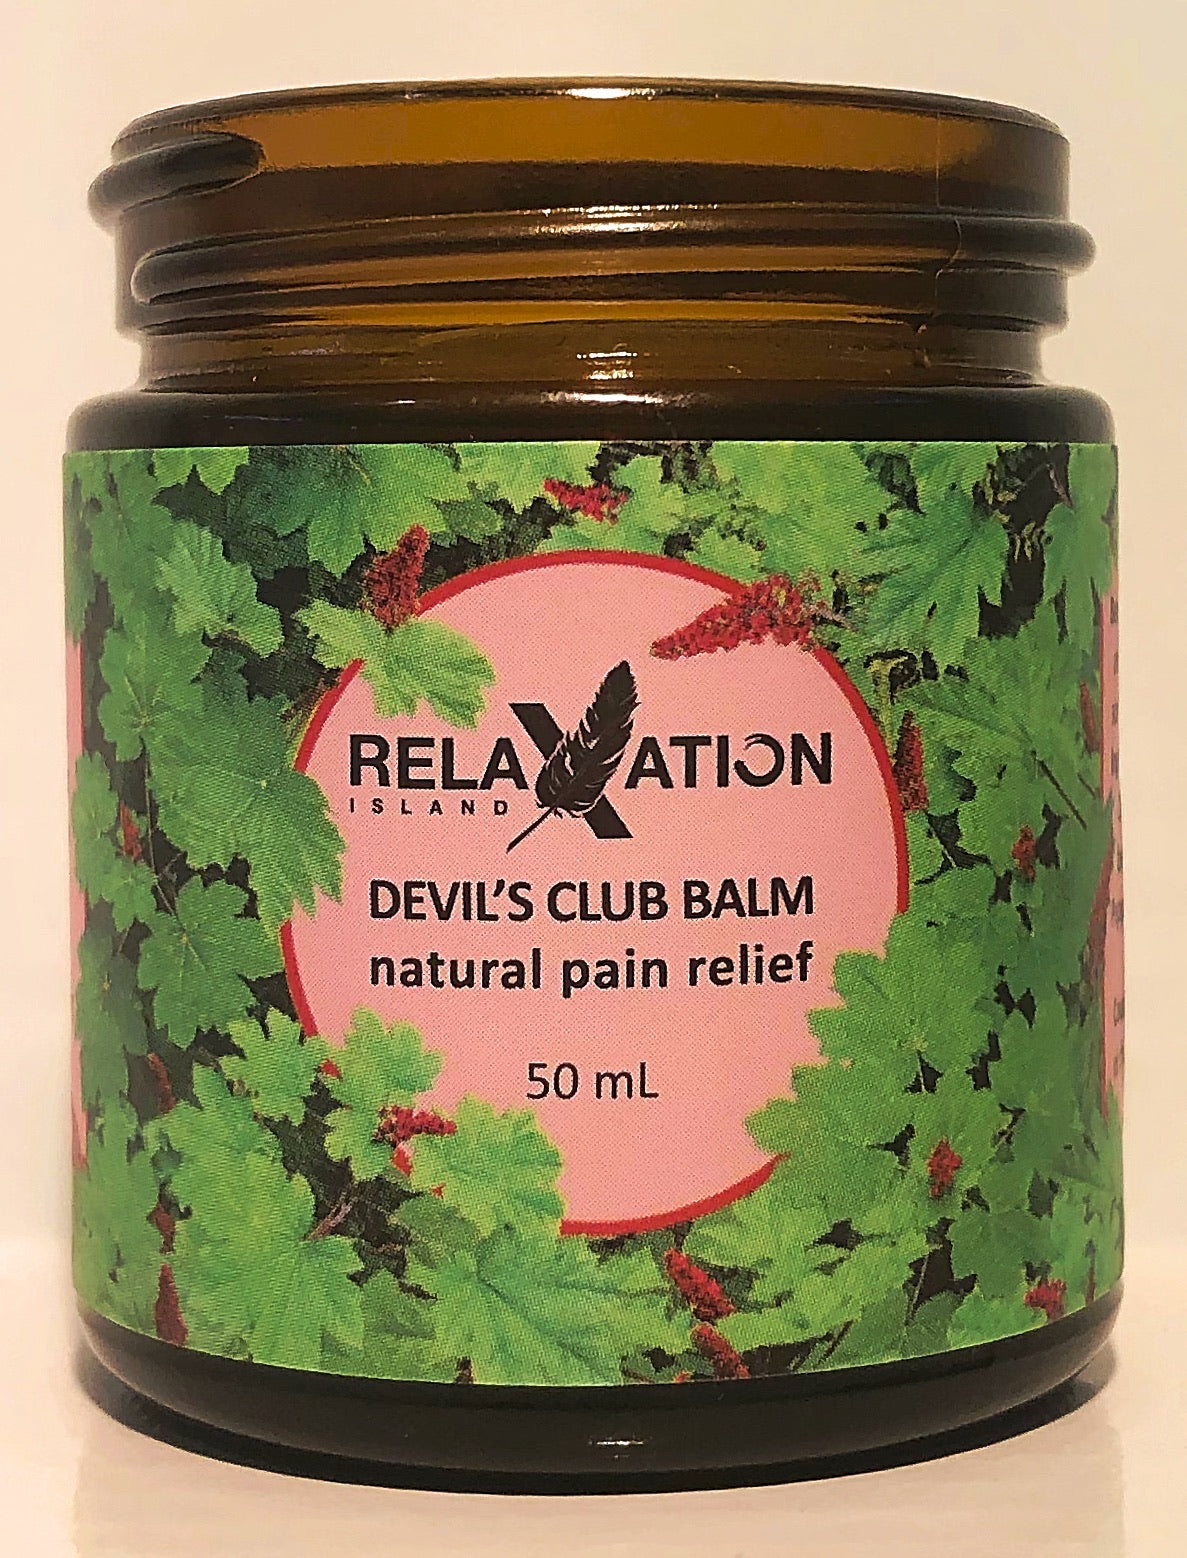 RELAXATION
ISLAND
DEVIL'S CLUB BALM
natural pain relief
50 mL